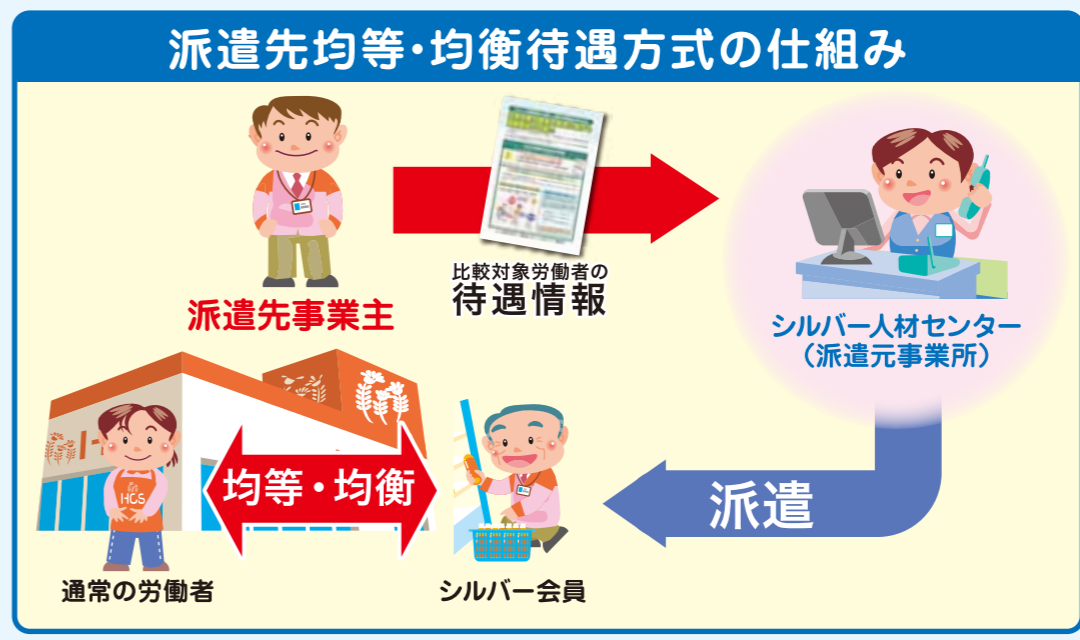 派遣先均等・均衡待遇方式の仕組み
派遣先事業主
比較対象労働者の
待遇情報
シルバー人材センター
（派遣元事業所）
均等・均衡
派遣
IHCS
通常の労働者
シルバー会員